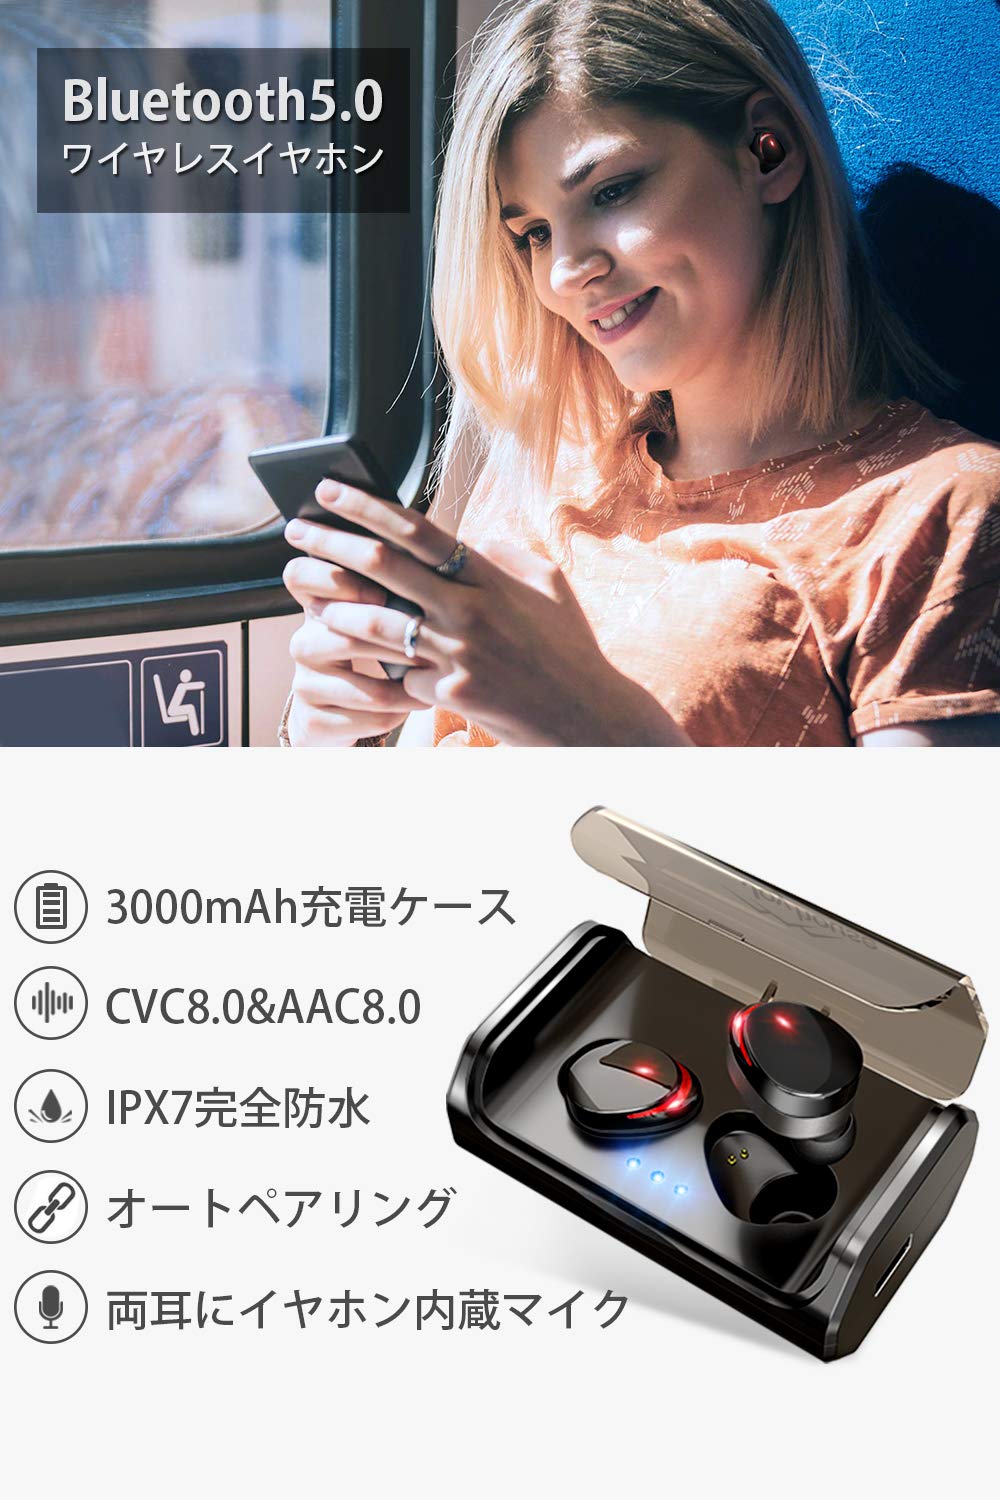 Bluetooth5.0
ワイヤレスイヤホン
3000mAh充電ケース
CVC8.0&AAC8.0
IPX7完全防水
オートペアリング
両耳にイヤホン内蔵マイク